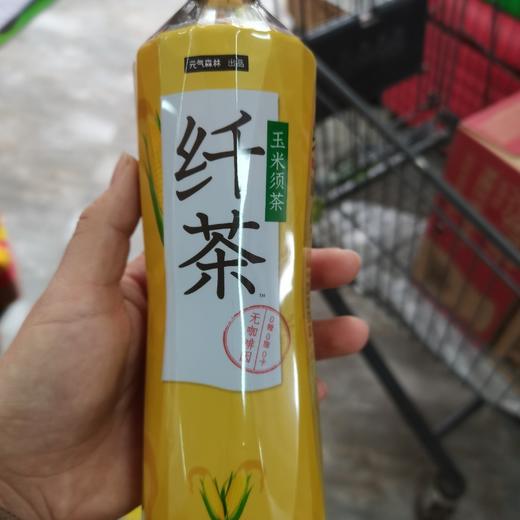 元气森林 出品
纤茶
玉米须茶
0糖0脂0卡
无咖啡因